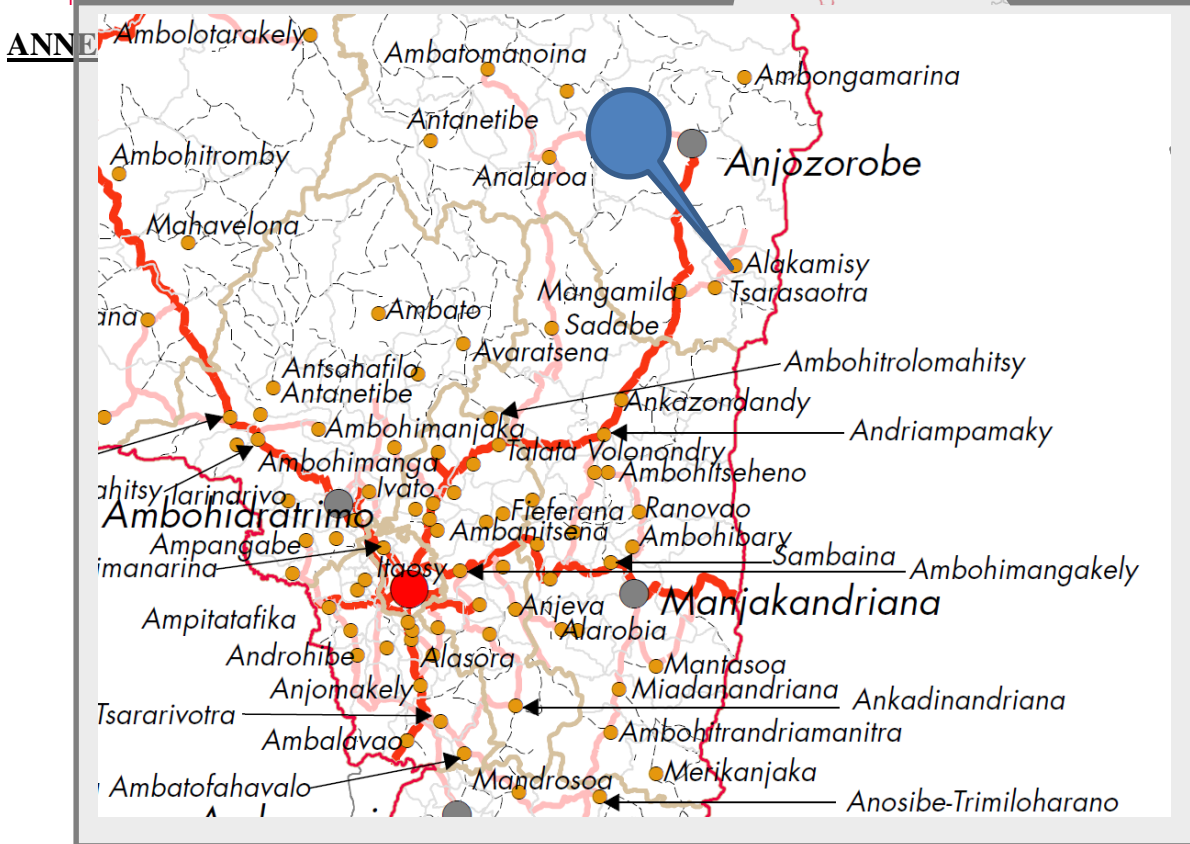 ANNE
Ambolotarakely
Ambatomanoina
Ambongamarina
Antanetibe
Anjozorobe
Ambohitromby
Analaroa
Mahavelona
Alakamisy
Mangamila
Tsarasaotra
ana
Ambato
Sadabe
Avaratsena
Ambohitrolomahitsy
Antsahafilo
Antanetibe
Ankazondandy
Ambohimanjaka
Andriampamaky
Talata Volonondry
Ambohimanga
Ambohitseheno
ahitsy
Iarinarivo
Ivato
Fieferana
Ranovao
Ambohidratrimo
Ambanitsena
Ambohibary
Ampangabe
Sambaina
imanarina
Itaosy
Ambohimangakely
Manjakandriana
Anjeva
Ampitatafika
Alarobia
Androhibe
Alasora
Mantasoa
Anjomakely
Miadanandriana
Ankadinandriana
Tsararivotra
Ambalavao
Ambohitrandriamanitra
Mandrosoa
Merikanjaka
Ambatofahavalo
Anosibe-Trimiloharano